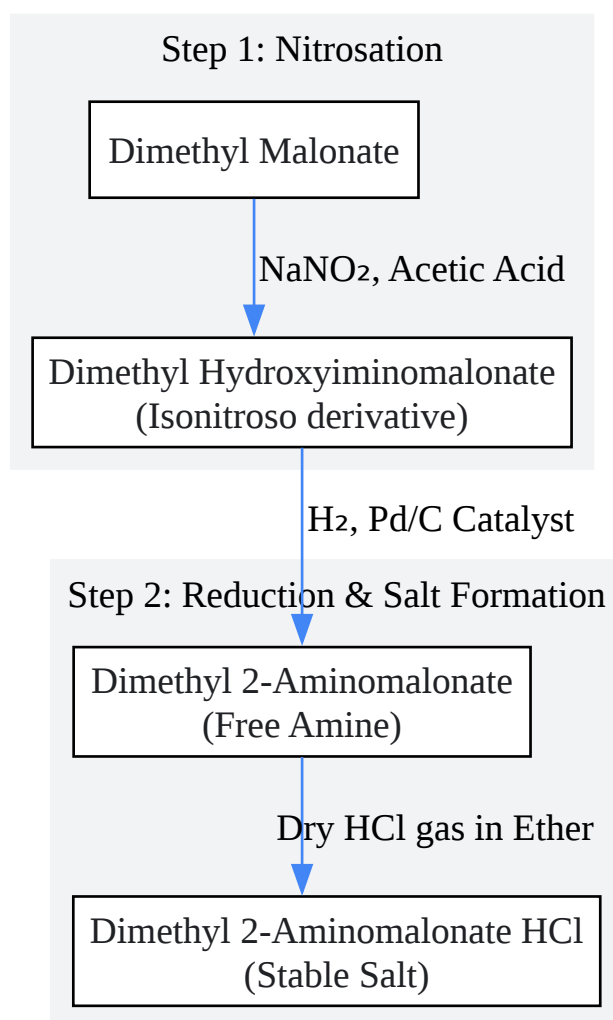 Step 1: Nitrosation
Dimethyl Malonate
NaNO₂, Acetic Acid
Dimethyl Hydroxyiminomalonate
(Isonitroso derivative)
H₂, Pd/C Catalyst
Step 2: Reduction & Salt Formation
Dimethyl 2-Aminomalonate
(Free Amine)
Dry HCl gas in Ether
Dimethyl 2-Aminomalonate HCl
(Stable Salt)